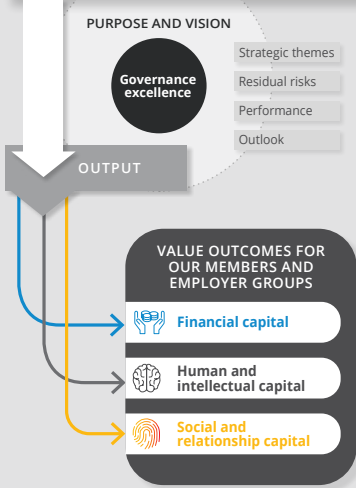 PURPOSE AND VISION
Governance
excellence
Strategic themes
Residual risks
Performance
Outlook
OUTPUT
VALUE OUTCOMES FOR
OUR MEMBERS AND
EMPLOYER GROUPS
Financial capital
Human and
intellectual capital
Social and
relationship capital